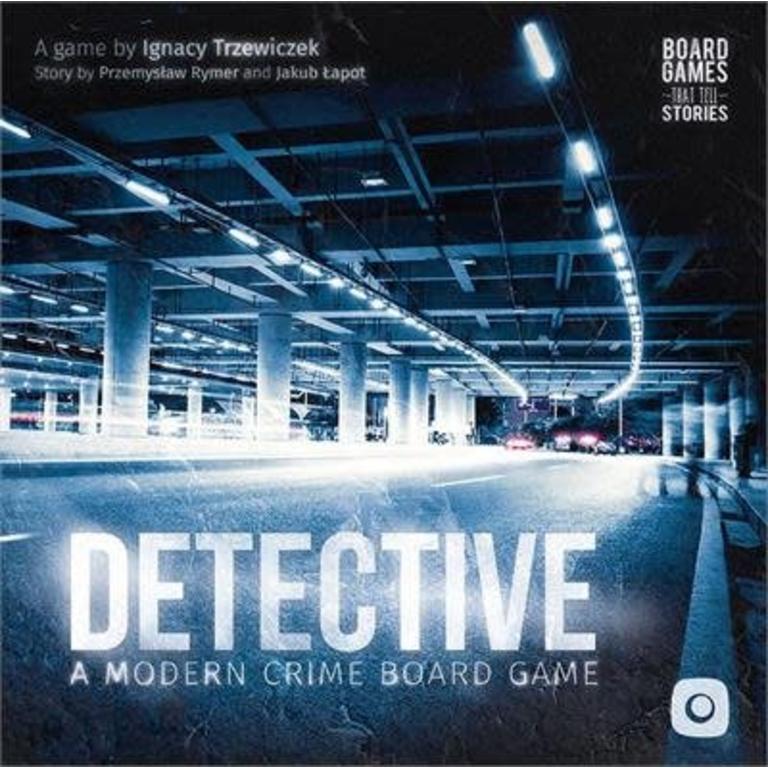 A game by Ignacy Trzewiczek
Story by Przemysław Rymer and Jakub Łapot
BOARD
GAMES
~THAT TELL~
STORIES
DETECTIVE
A MODERN CRIME BOARD GAME